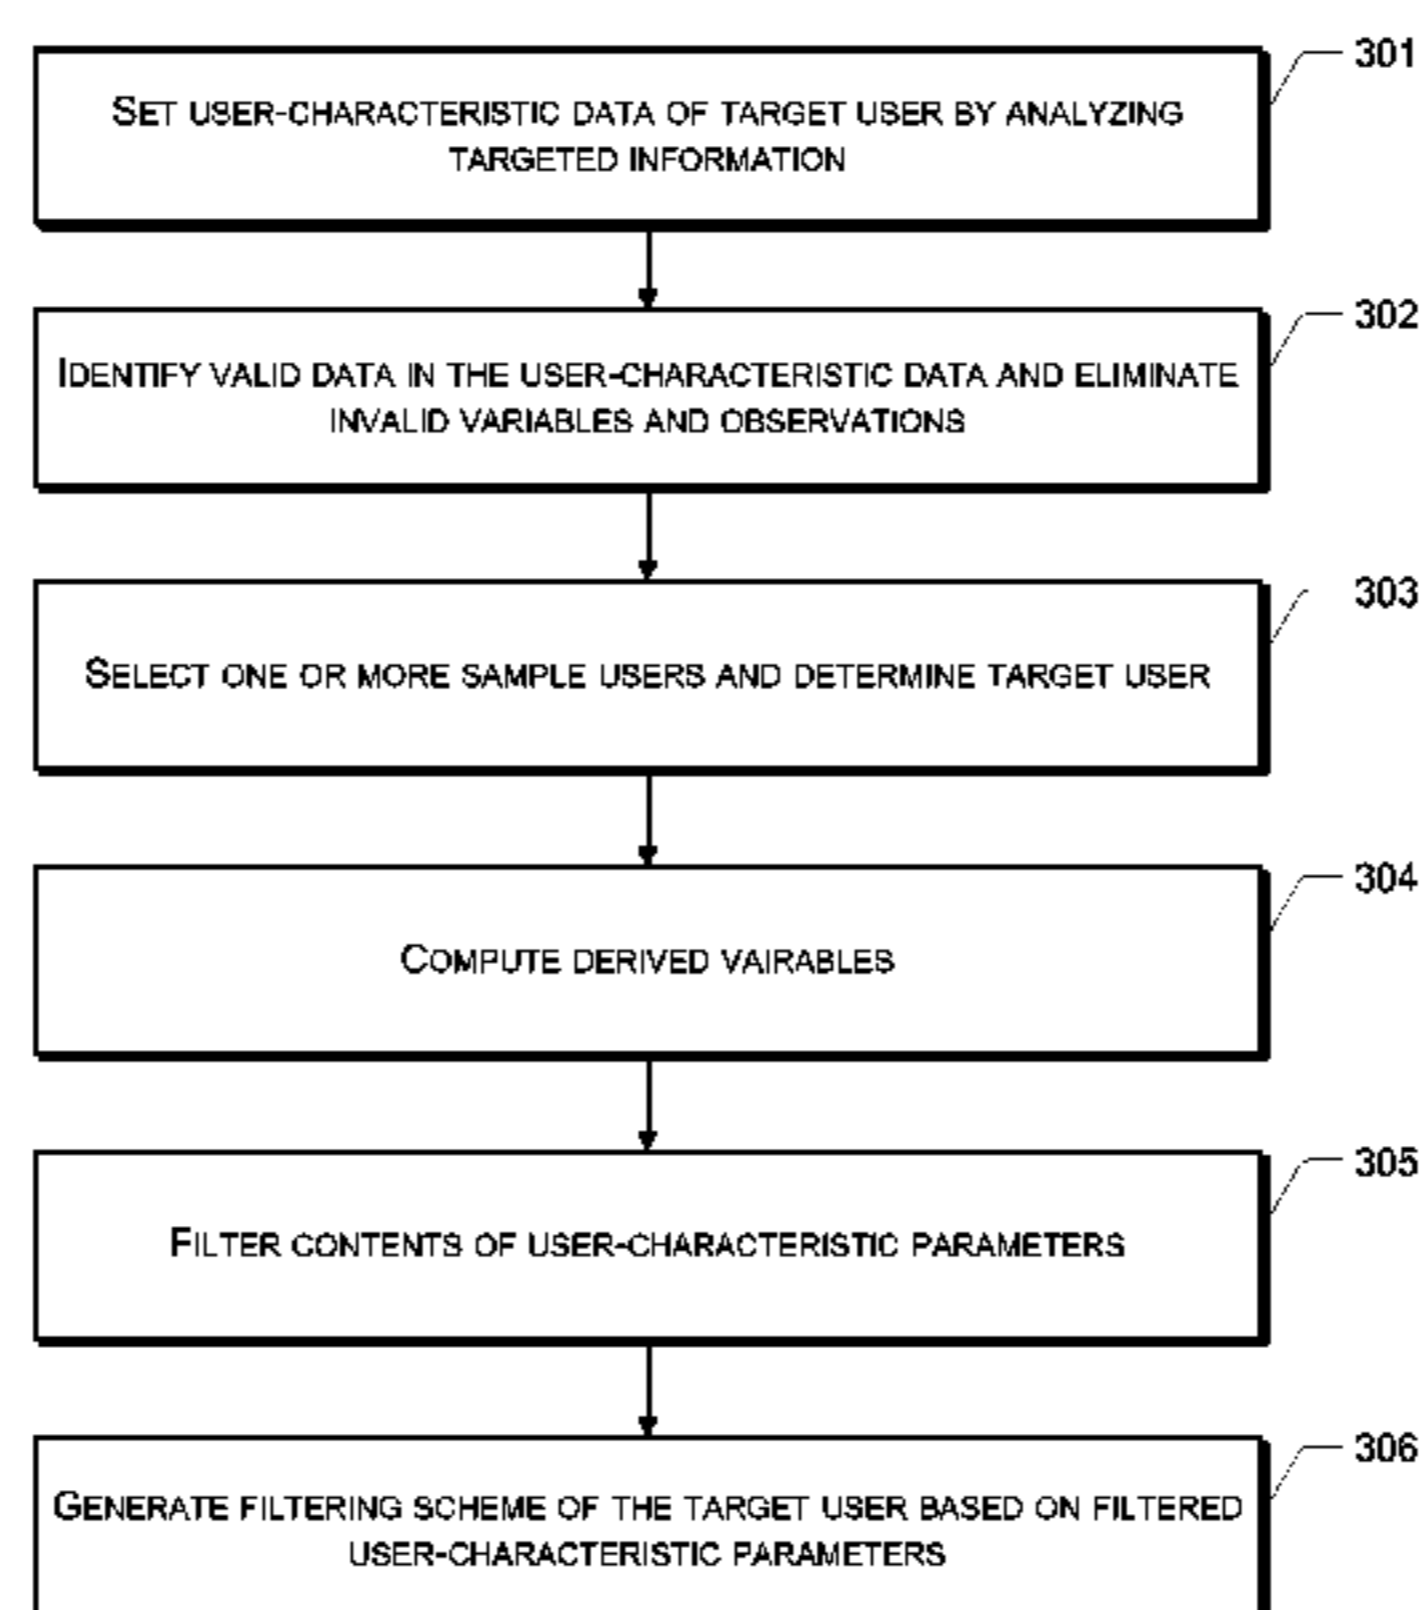 301
SET USER-CHARACTERISTIC DATA OF TARGET USER BY ANALYZING
TARGETED INFORMATION
302
IDENTIFY VALID DATA IN THE USER-CHARACTERISTIC DATA AND ELIMINATE
INVALID VARIABLES AND OBSERVATIONS
303
SELECT ONE OR MORE SAMPLE USERS AND DETERMINE TARGET USER
304
COMPUTE DERIVED VAIRABLES
305
FILTER CONTENTS OF USER-CHARACTERISTIC PARAMETERS
306
GENERATE FILTERING SCHEME OF THE TARGET USER BASED ON FILTERED
USER-CHARACTERISTIC PARAMETERS